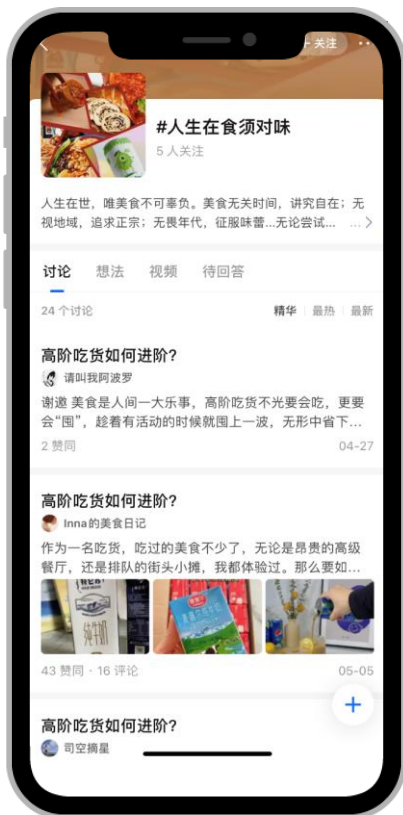 关注
#人生在食须对味
5 人关注
人生在世，唯美食不可辜负。美食无关时间，讲究自在；无
视地域，追求正宗；无畏年代，征服味蕾...无论尝试... ...
讨论 想法 视频 待回答
24 个讨论 精华 最热 最新
高阶吃货如何进阶?
请叫我阿波罗
谢邀 美食是人间一大乐事，高阶吃货不光要会吃，更要
会“囤”，趁着有活动的时候就囤上一波，无形中省下...
2 赞同 04-27
高阶吃货如何进阶?
Inna的美食日记
作为一名吃货，吃过的美食不少了，无论是昂贵的高级
餐厅，还是排队的街头小摊，我都体验过。那么要如...
纯牛奶
43 赞同 · 16 评论 05-05
高阶吃货如何进阶?
司空摘星